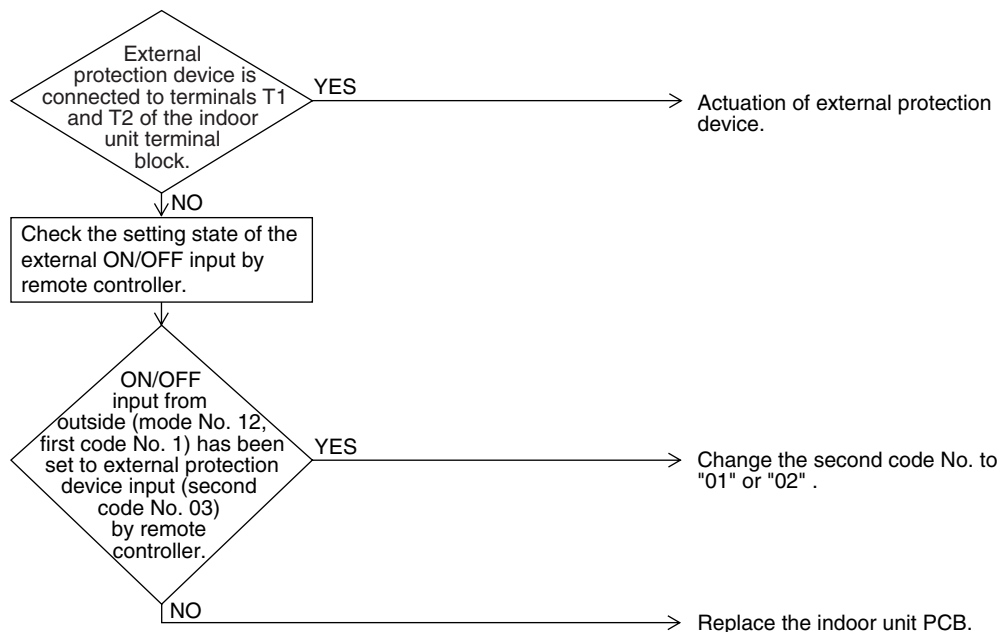 External
protection device is
connected to terminals T1
and T2 of the indoor
unit terminal
block.
YES
Actuation of external protection
device.
NO
Check the setting state of the
external ON/OFF input by
remote controller.
ON/OFF
input from
outside (mode No. 12,
first code No. 1) has been
set to external protection
device input (second
code No. 03)
by remote
controller.
YES
Change the second code No. to
"01" or "02" .
NO
Replace the indoor unit PCB.